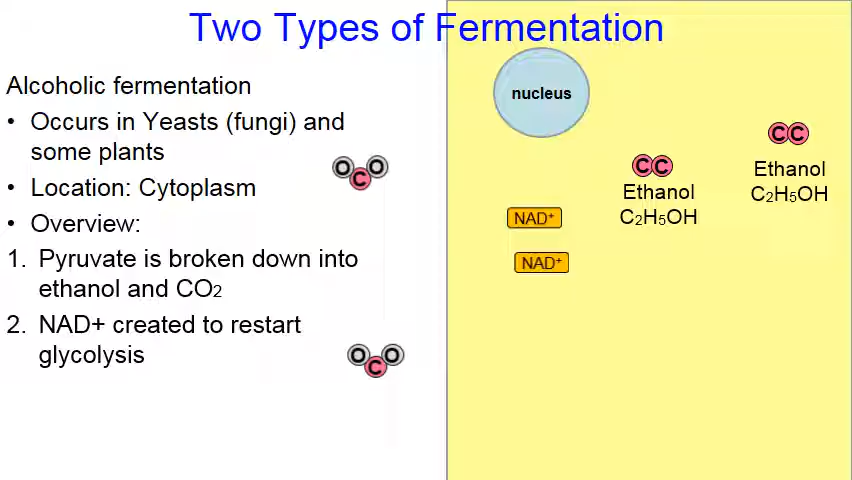 Two Types of Fermentation
Alcoholic fermentation
• Occurs in Yeasts (fungi) and
some plants
• Location: Cytoplasm
• Overview:
1. Pyruvate is broken down into
ethanol and CO2
2. NAD+ created to restart
glycolysis
O C O
O C O
nucleus
CC
Ethanol
C2H5OH
CC
Ethanol
C2H5OH
NAD⁺
NAD⁺